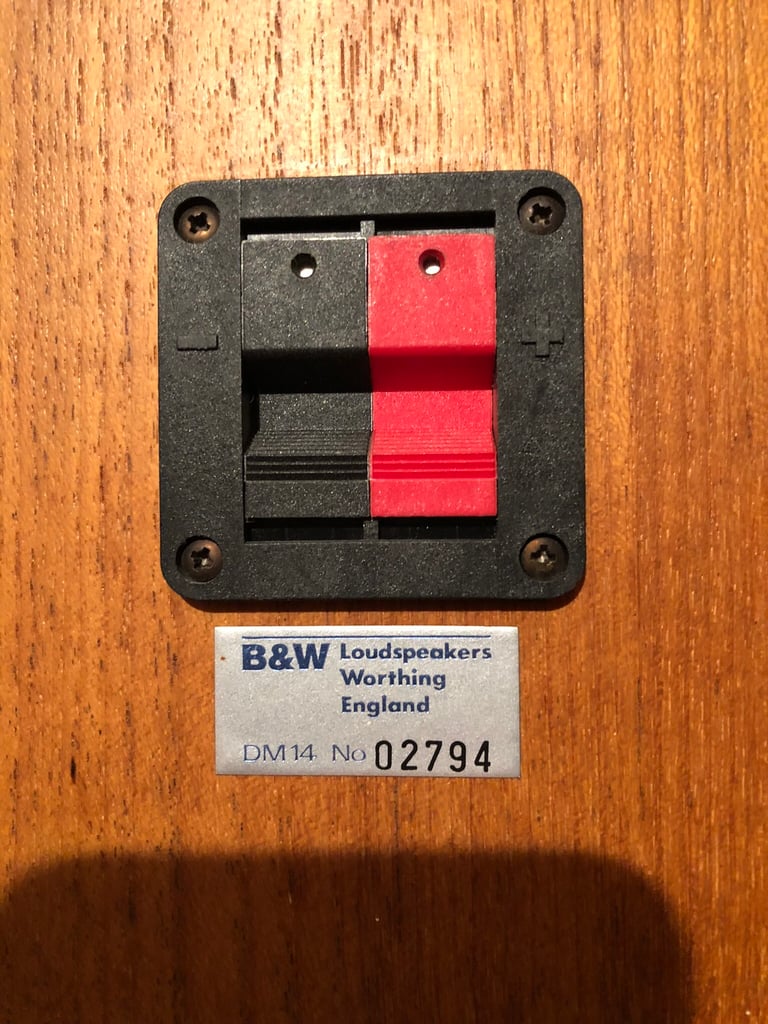 - +
B&W Loudspeakers
Worthing
England
DM14 No 02794